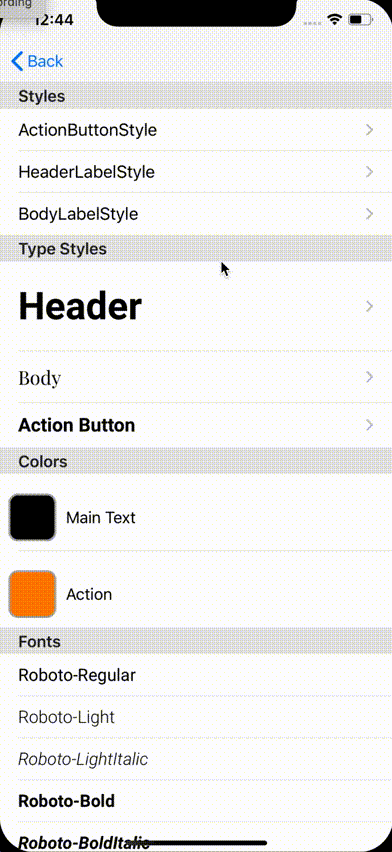 ording
12:44
Back
Styles
ActionButtonStyle
HeaderLabelStyle
BodyLabelStyle
Type Styles
Header
Body
Action Button
Colors
Main Text
Action
Fonts
Roboto-Regular
Roboto-Light
Roboto-LightItalic
Roboto-Bold
Roboto-BoldItalic